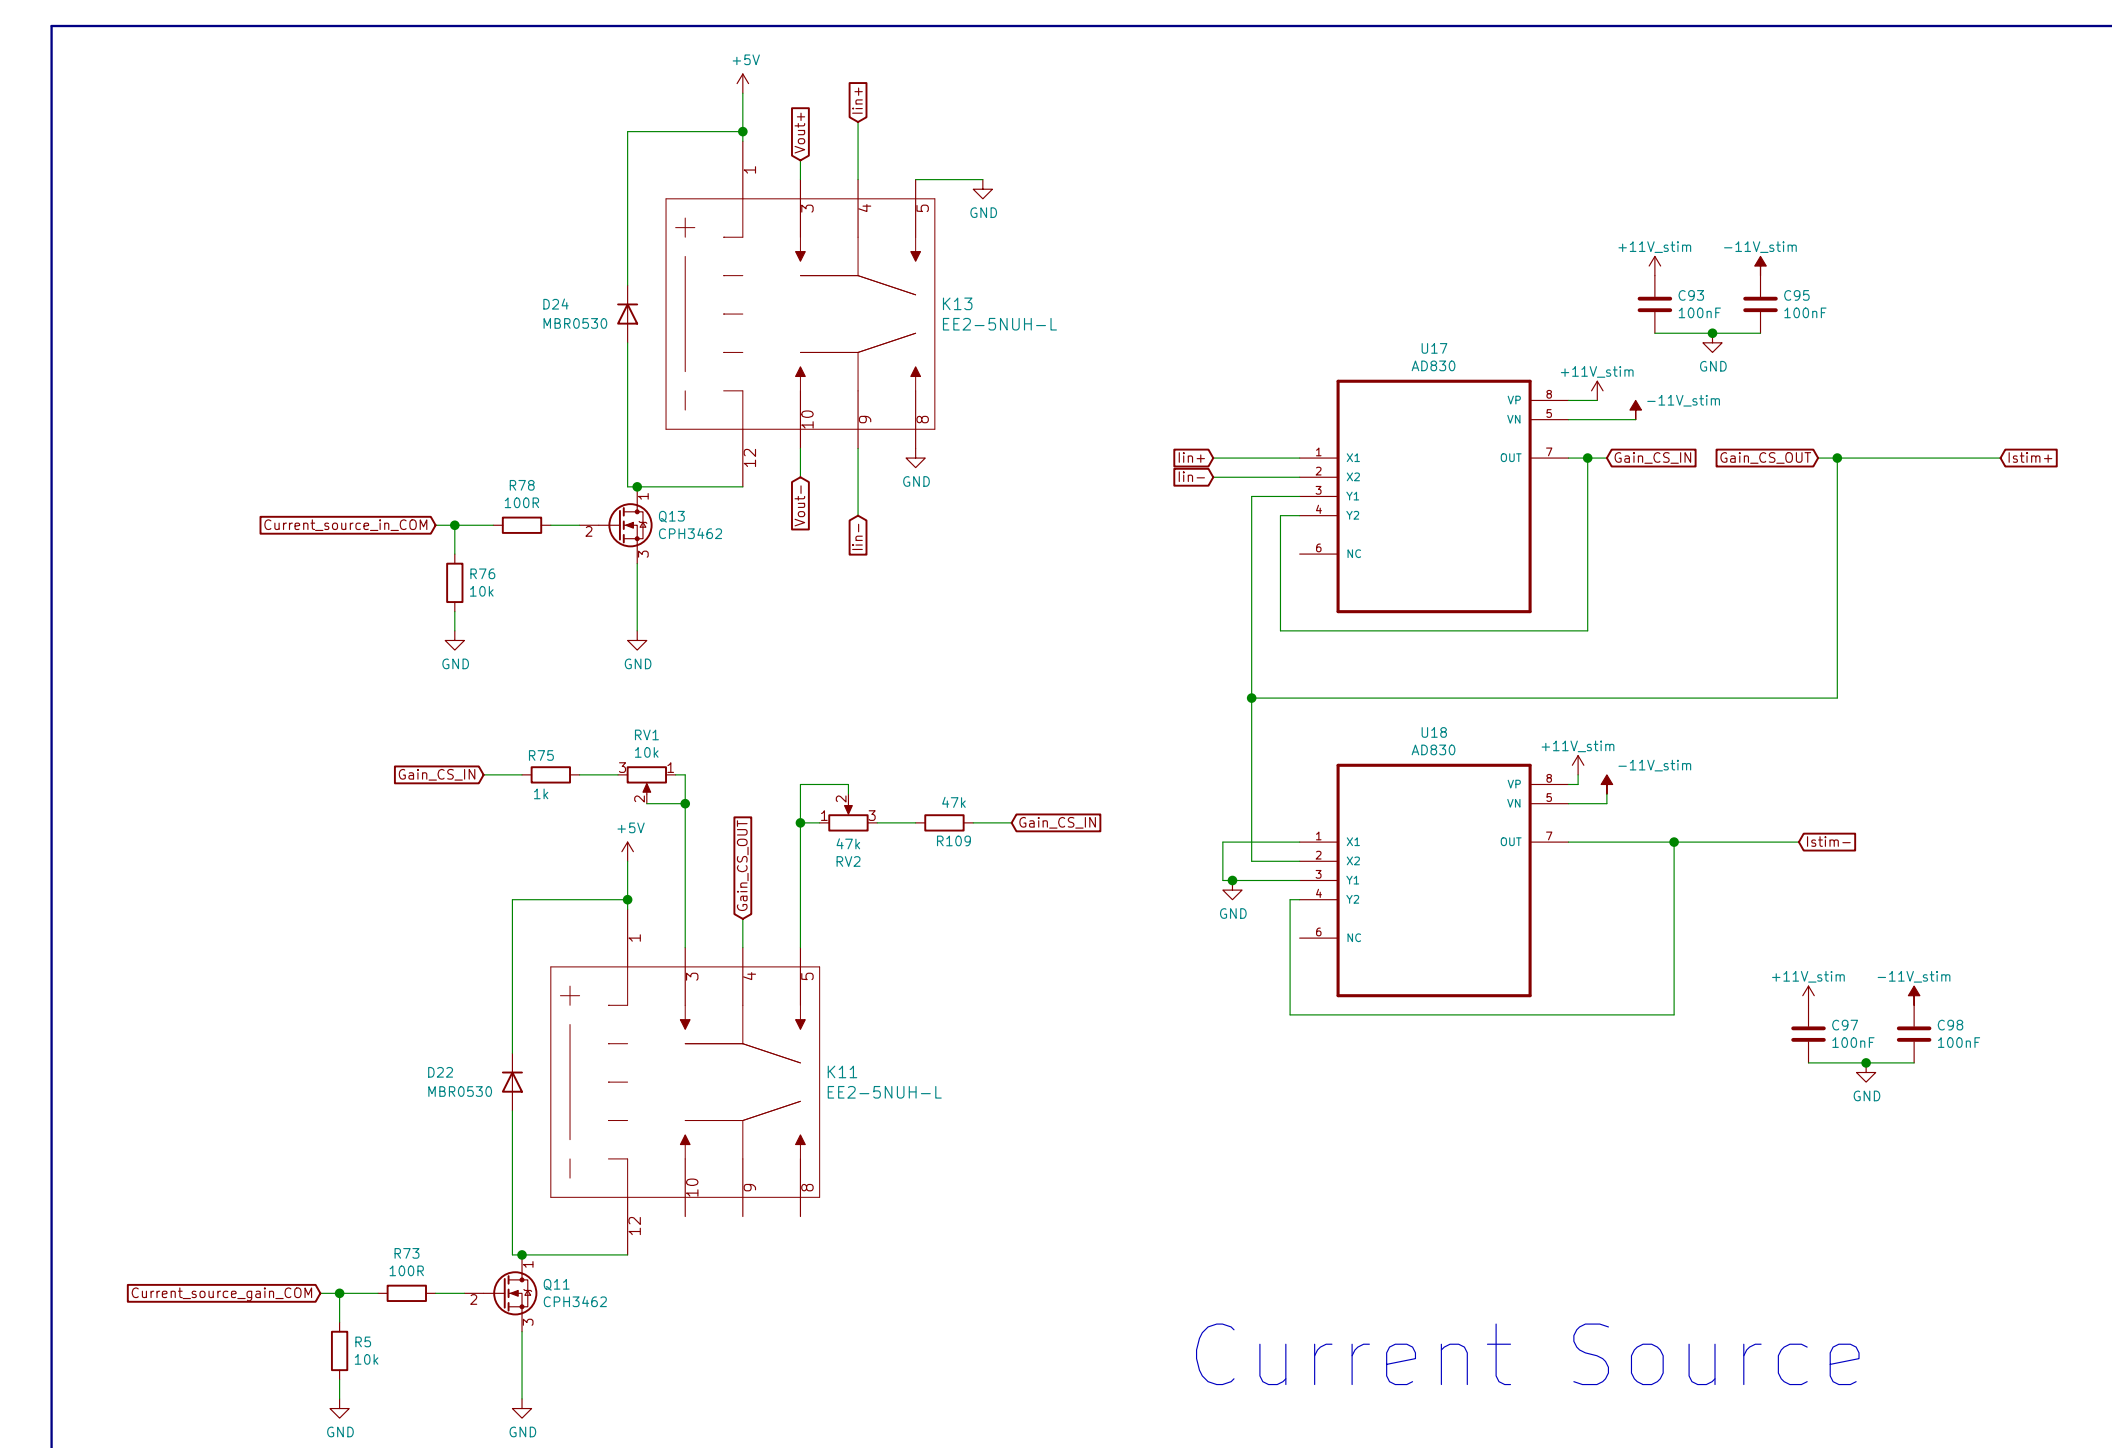 +5V
Vout+
Iin+
1
3
4
5
GND
D24
MBR0530
K13
EE2-5NUH-L
10
9
8
12
GND
R78
100R
Current_source_in_COM
2
1
3
Q13
CPH3462
Vout-
Iin-
R76
10k
GND
GND
+11V_stim
-11V_stim
C93
100nF
C95
100nF
GND
U17
AD830
+11V_stim
-11V_stim
VP 8
VN 5
Iin+
1 X1
OUT 7
Gain_CS_IN
Gain_CS_OUT
Istim+
Iin-
2 X2
3 Y1
4 Y2
6 NC
RV1
10k
R75
1k
Gain_CS_IN
3
1
2
+5V
Gain_CS_OUT
2
1
3
47k
RV2
47k
R109
Gain_CS_IN
1
3
4
5
D22
MBR0530
K11
EE2-5NUH-L
10
9
8
12
R73
100R
Current_source_gain_COM
2
1
3
Q11
CPH3462
R5
10k
GND
GND
U18
AD830
+11V_stim
-11V_stim
VP 8
VN 5
1 X1
OUT 7
Istim-
2 X2
3 Y1
4 Y2
6 NC
GND
+11V_stim
-11V_stim
C97
100nF
C98
100nF
GND
Current Source